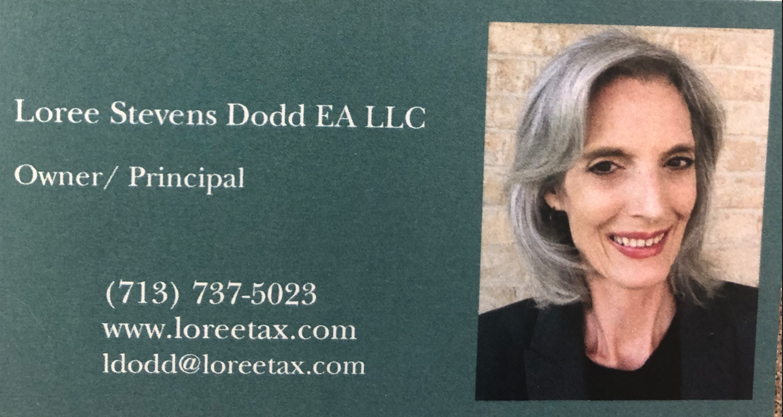 Loree Stevens Dodd EA LLC
Owner/ Principal
(713) 737-5023
www.loreetax.com
ldodd@loreetax.com